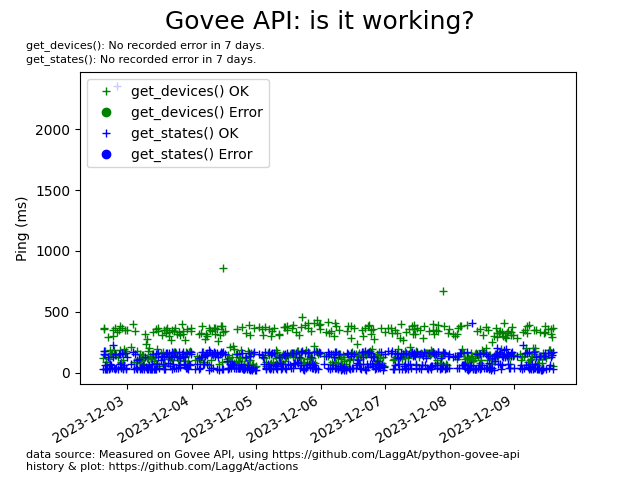 Govee API: is it working?
get_devices(): No recorded error in 7 days.
get_states(): No recorded error in 7 days.
get_devices() OK
get_devices() Error
get_states() OK
get_states() Error
Ping (ms)
2000
1500
1000
500
0
2023-12-03
2023-12-04
2023-12-05
2023-12-06
2023-12-07
2023-12-08
2023-12-09
data source: Measured on Govee API, using https://github.com/LaggAt/python-govee-api
history & plot: https://github.com/LaggAt/actions